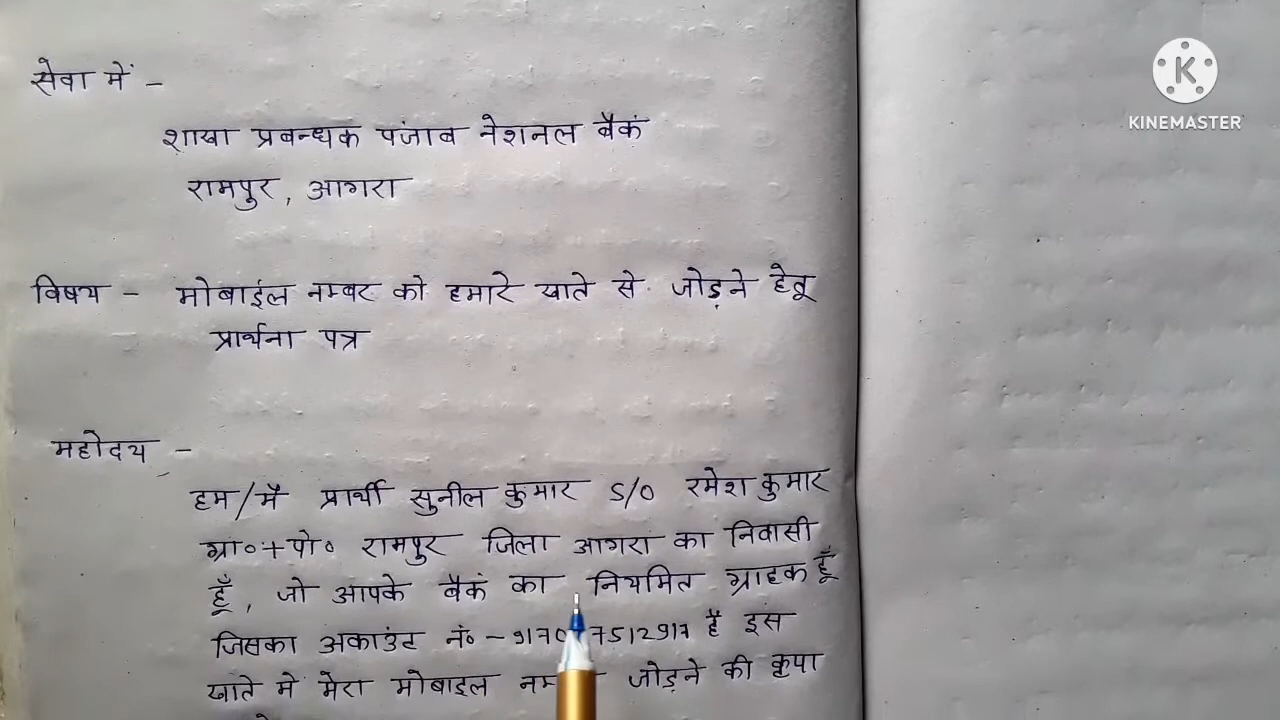 सेवा में -
शाखा प्रबन्धक पंजाब नेशनल बैकं
रामपुर, आगरा
विषय - मोबाईल नम्बर को हमारे खाते से जोड़ने हेतू
प्रार्थना पत्र
महोदय -
हम/मै प्रार्थी सुनील कुमार S/O रमेश कुमार
ग्रा०+पो० रामपुर जिला आगरा का निवासी
हूँ, जो आपके बैकं का नियमित ग्राहक हूँ
जिसका अकाउंट नं० - है इस
खाते मे मेरा मोबाइल जोड़ने की कृपा
KINEMASTER